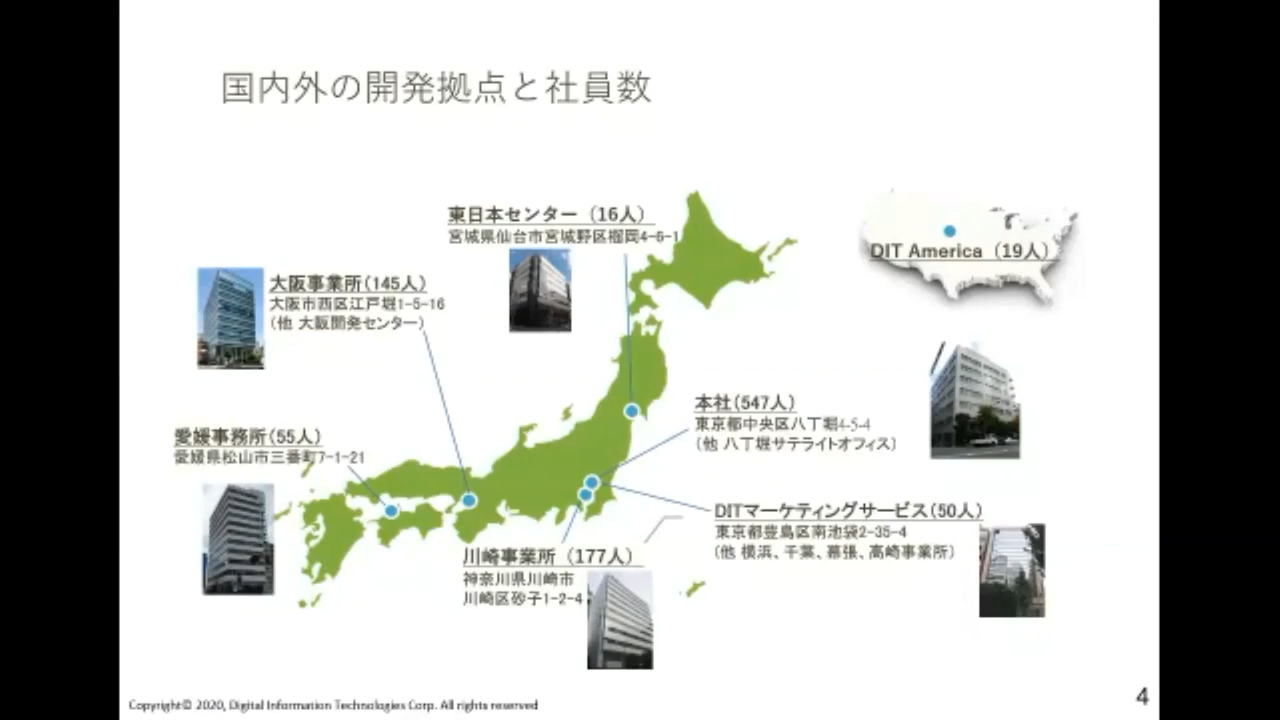 国内外の開発拠点と社員数
東日本センター（16人）
宮城県仙台市宮城野区榴岡4-6-1
DIT America（19人）
大阪事業所（145人）
大阪市西区江戸堀1-5-16
（他 大阪開発センター）
本社（547人）
東京都中央区八丁堀4-5-4
（他 八丁堀サテライトオフィス）
愛媛事務所（55人）
愛媛県松山市三番町7-1-21
DITマーケティングサービス（50人）
東京都豊島区南池袋2-35-4
（他 横浜、千葉、幕張、高崎事業所）
川崎事業所（177人）
神奈川県川崎市
川崎区砂子1-2-4
Copyright© 2020, Digital Information Technologies Corp. All rights reserved
4